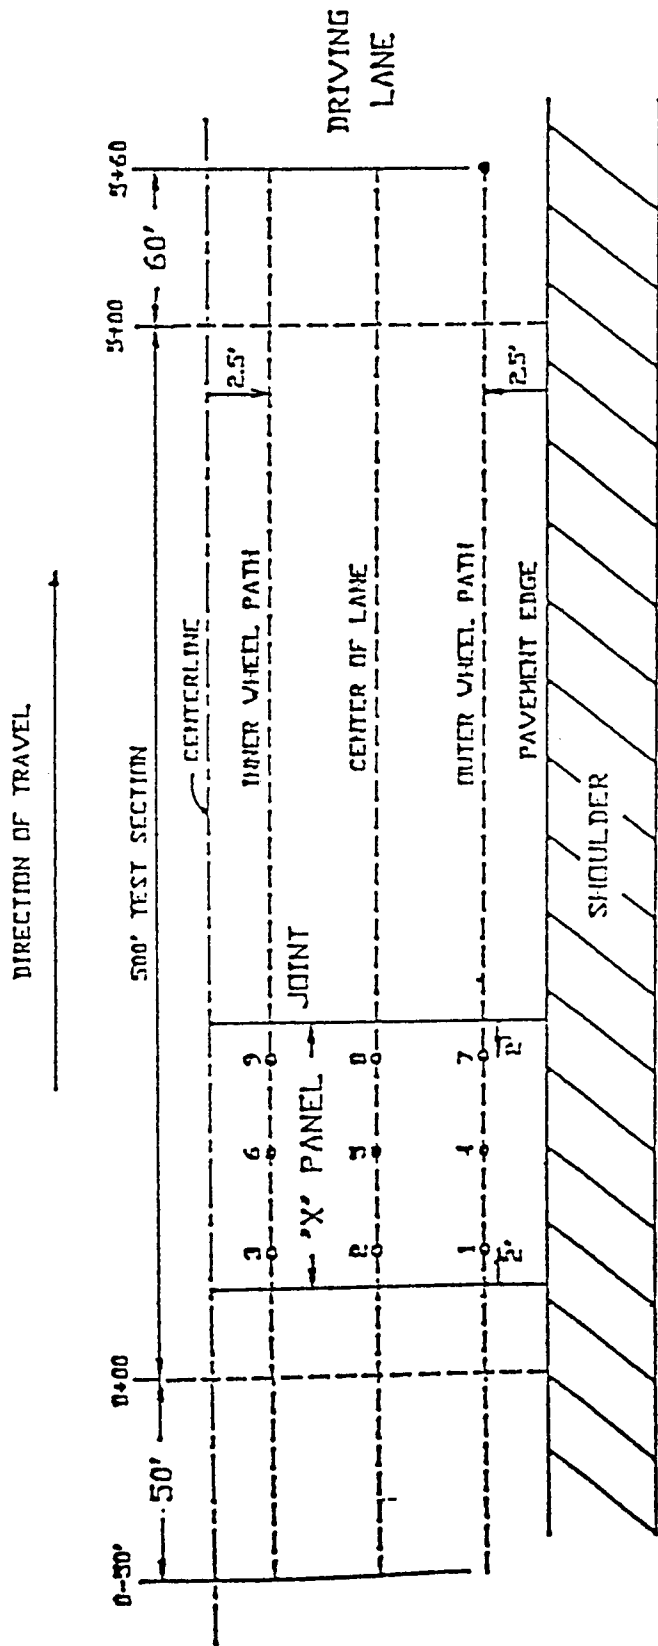 DIRECTION OF TRAVEL
0-50'
50'
0+00
500' TEST SECTION
5+00
60'
5+60
CENTERLINE
2.5'
INNER WHEEL PATH
3
6
9
JOINT
"X" PANEL
CENTER OF LANE
2
5
8
DRIVING
LANE
OUTER WHEEL PATH
1
4
7
2'
2'
2.5'
PAVEMENT EDGE
SHOULDER